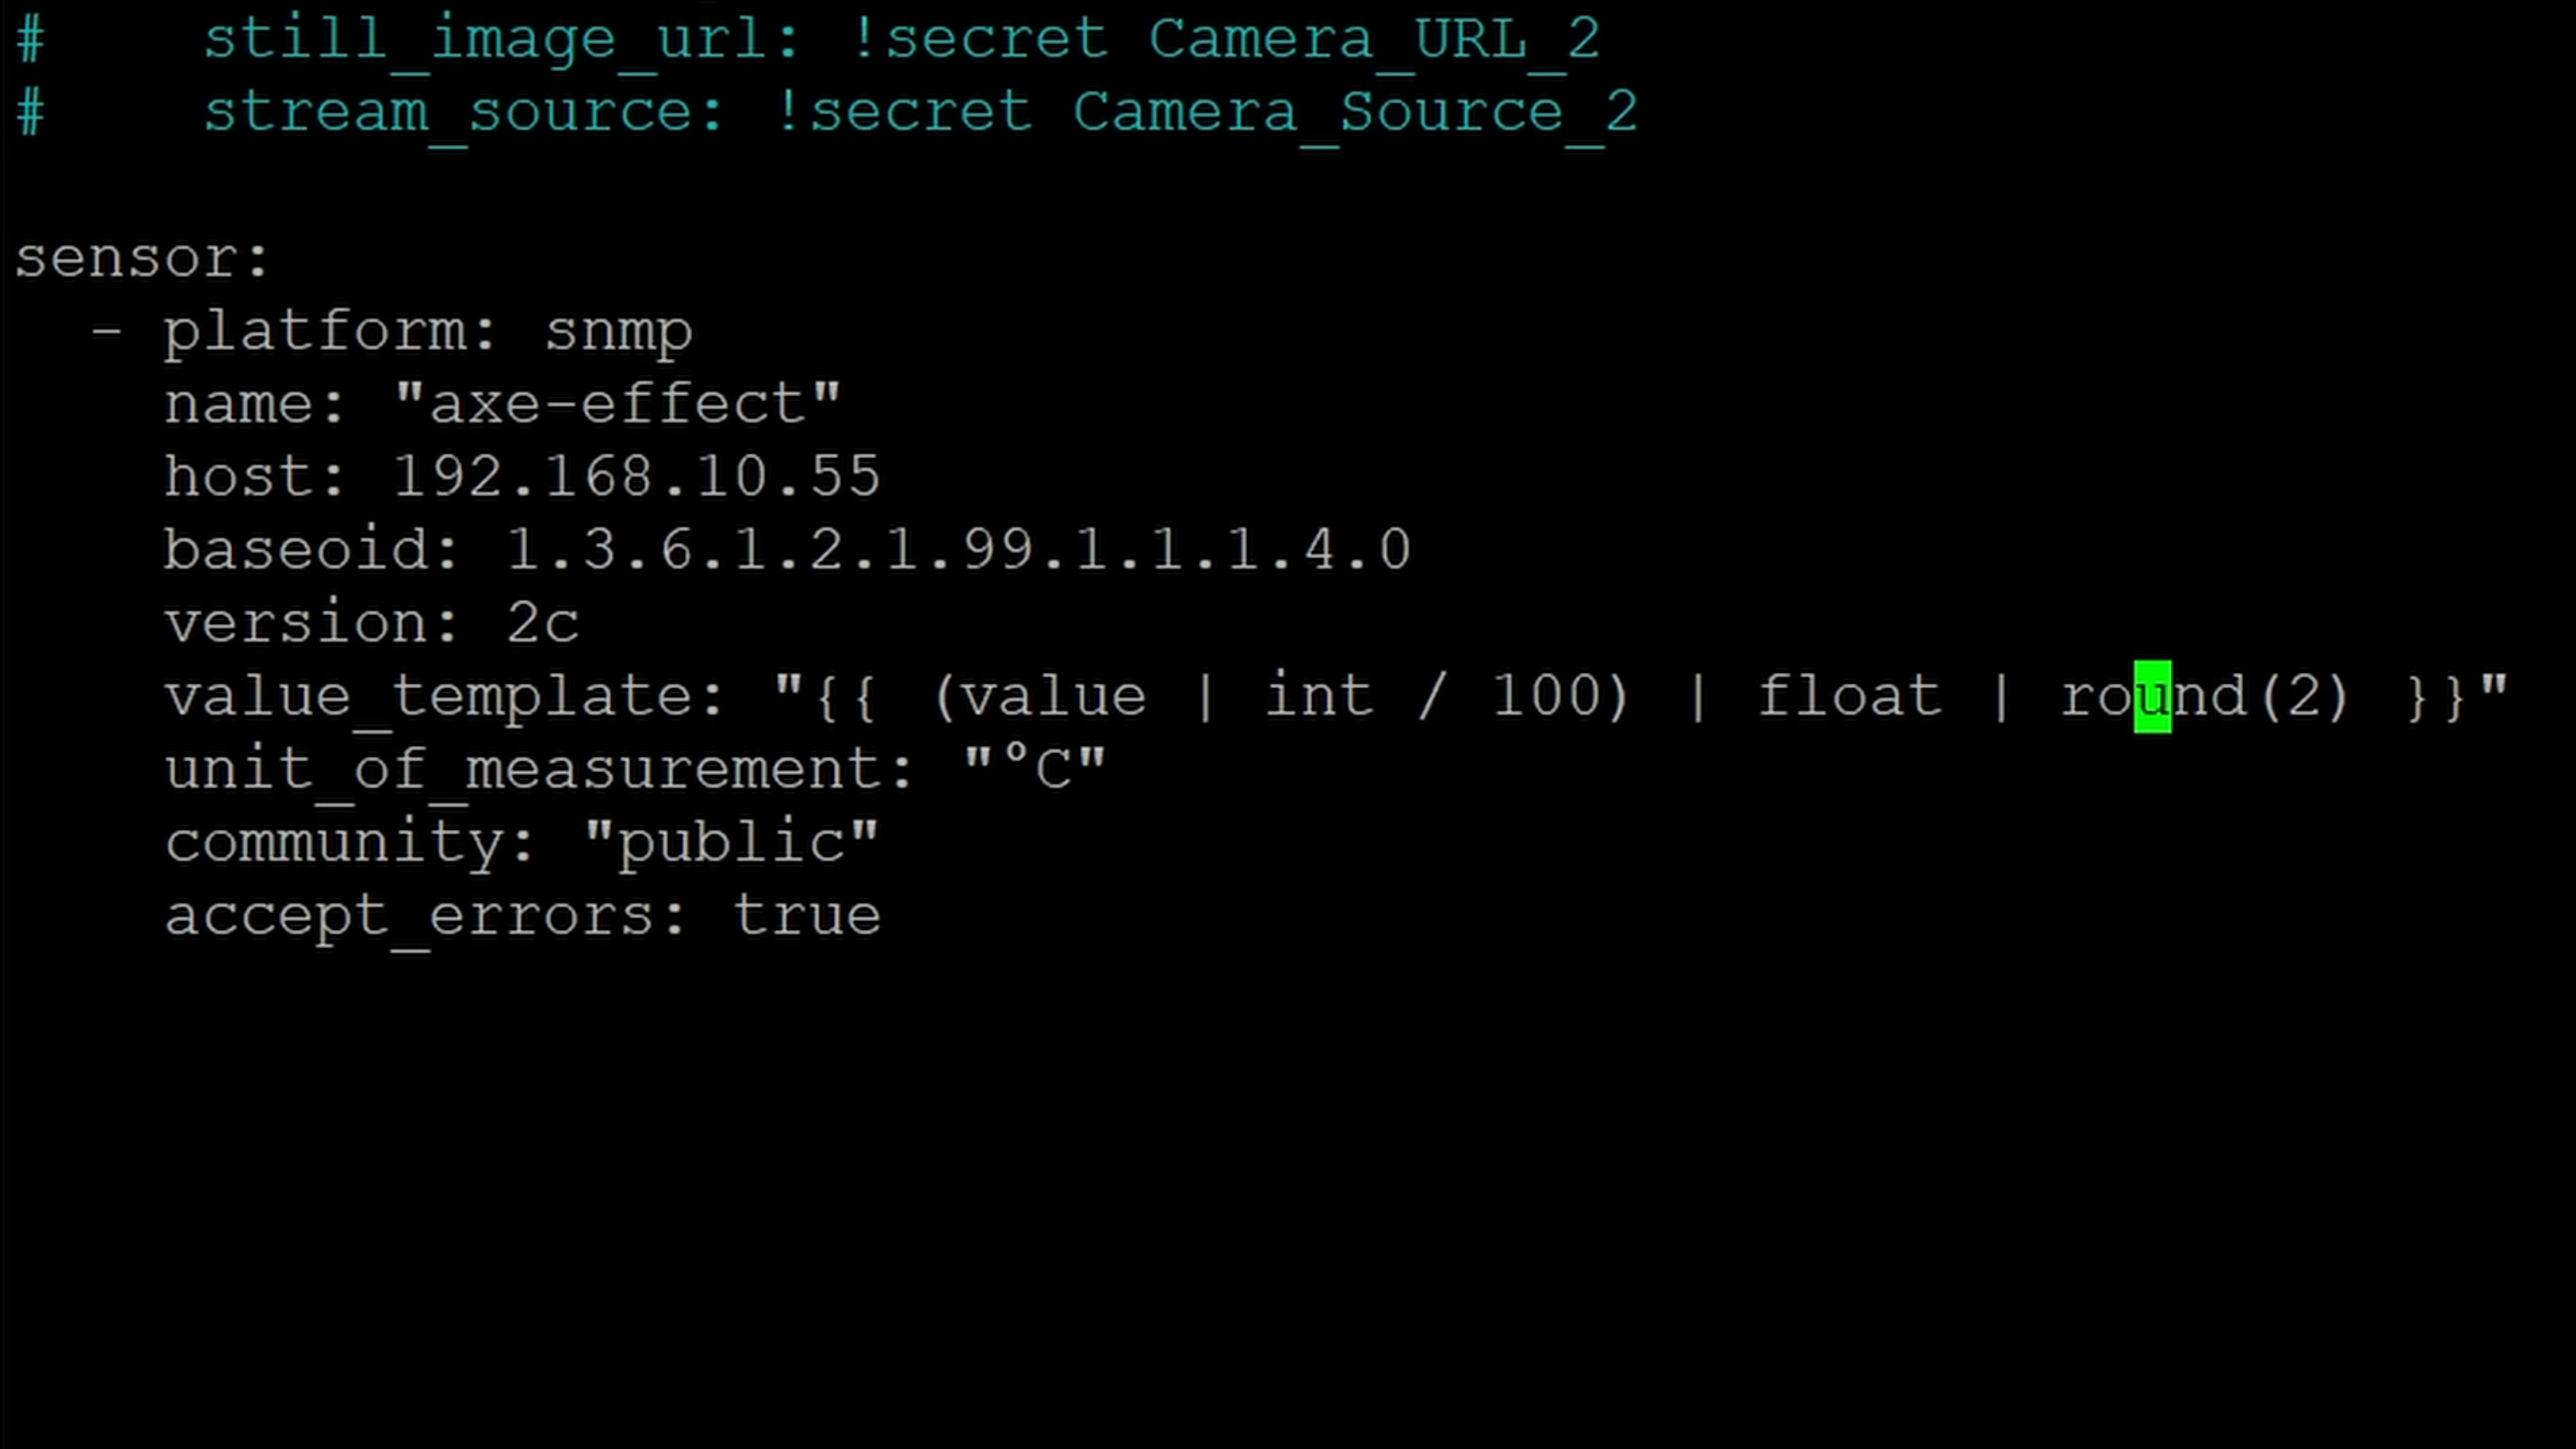 #    still_image_url: !secret Camera_URL_2
#    stream_source: !secret Camera_Source_2
sensor:
  - platform: snmp
    name: "axe-effect"
    host: 192.168.10.55
    baseoid: 1.3.6.1.2.1.99.1.1.1.4.0
    version: 2c
    value_template: "{{ (value | int / 100) | float | round(2) }}"
    unit_of_measurement: "°C"
    community: "public"
    accept_errors: true